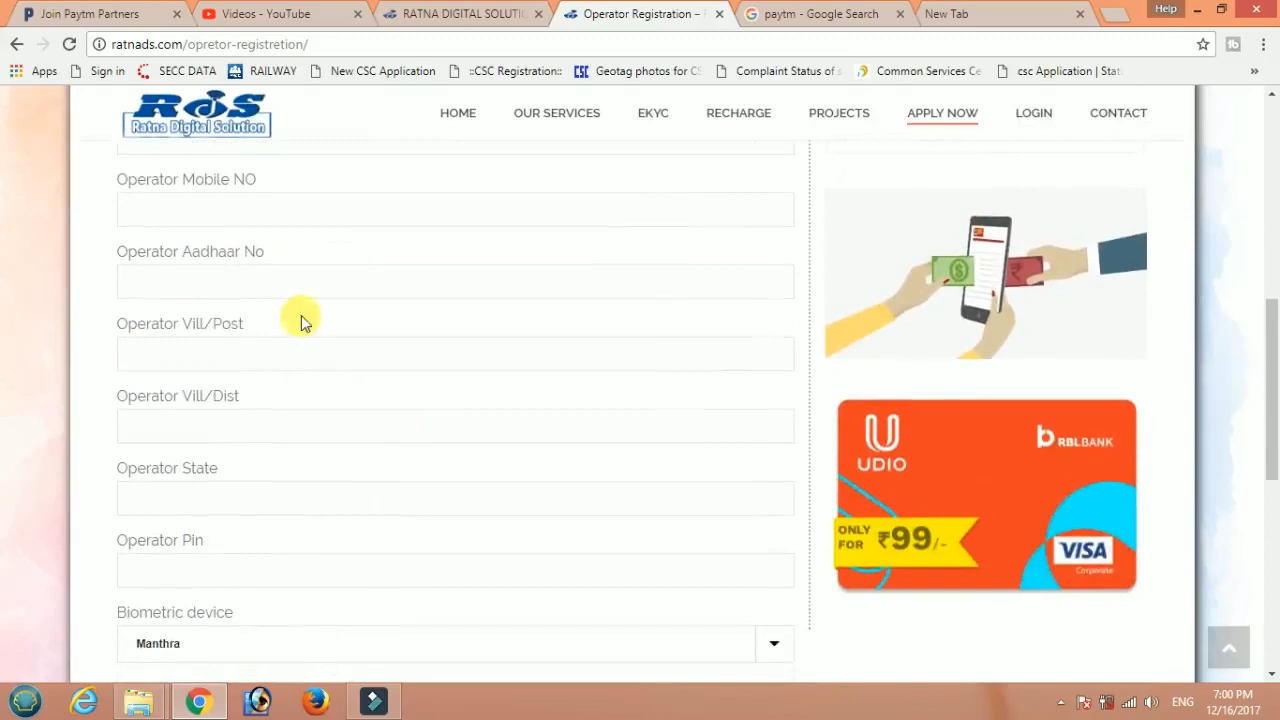 Join Paytm Partners
Videos - YouTube
RATNA DIGITAL SOLUTI
Operator Registration –
paytm - Google Search
New Tab
Help
ratnads.com/opretor-registretion/
Apps
Sign in
SECC DATA
RAILWAY
New CSC Application
::CSC Registration::
Geotag photos for CS
Complaint Status of s
Common Services Ce
csc Application | Stat
»
RDS
Ratna Digital Solution
HOME
OUR SERVICES
EKYC
RECHARGE
PROJECTS
APPLY NOW
LOGIN
CONTACT
Operator Mobile NO
Operator Aadhaar No
Operator Vill/Post
Operator Vill/Dist
Operator State
Operator Pin
Biometric device
Manthra
UDIO
RBLBANK
ONLY FOR ₹99/-
VISA
Corporate
ENG
7:00 PM
12/16/2017